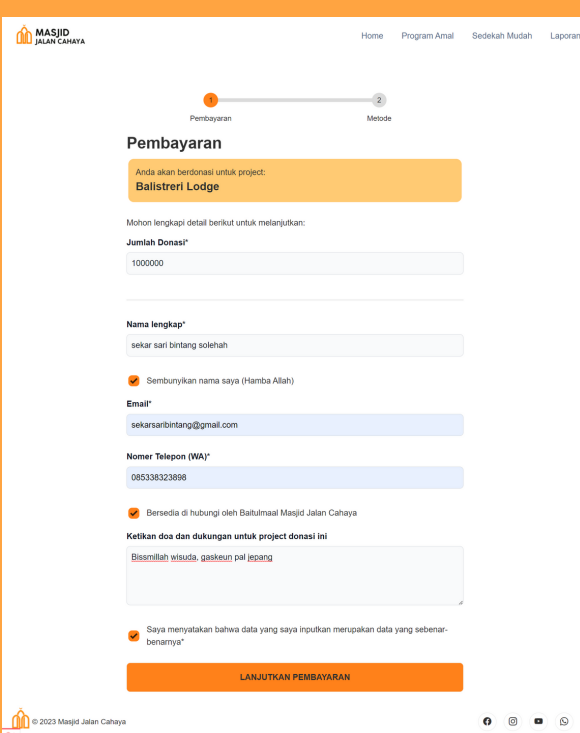 MASJID
JALAN CAHAYA
Home Program Amal Sedekah Mudah Laporan
1 2
Pembayaran Metode
Pembayaran
Anda akan berdonasi untuk project:
Balistreri Lodge
Mohon lengkapi detail berikut untuk melanjutkan:
Jumlah Donasi*
1000000
Nama lengkap*
sekar sari bintang solehah
Sembunyikan nama saya (Hamba Allah)
Email*
sekarsaribintang@gmail.com
Nomer Telepon (WA)*
085338323898
Bersedia di hubungi oleh Baitulmaal Masjid Jalan Cahaya
Ketikan doa dan dukungan untuk project donasi ini
Bissmillah wisuda, gaskeun pal jepang
Saya menyatakan bahwa data yang saya inputkan merupakan data yang sebenar-
benarnya*
LANJUTKAN PEMBAYARAN
© 2023 Masjid Jalan Cahaya